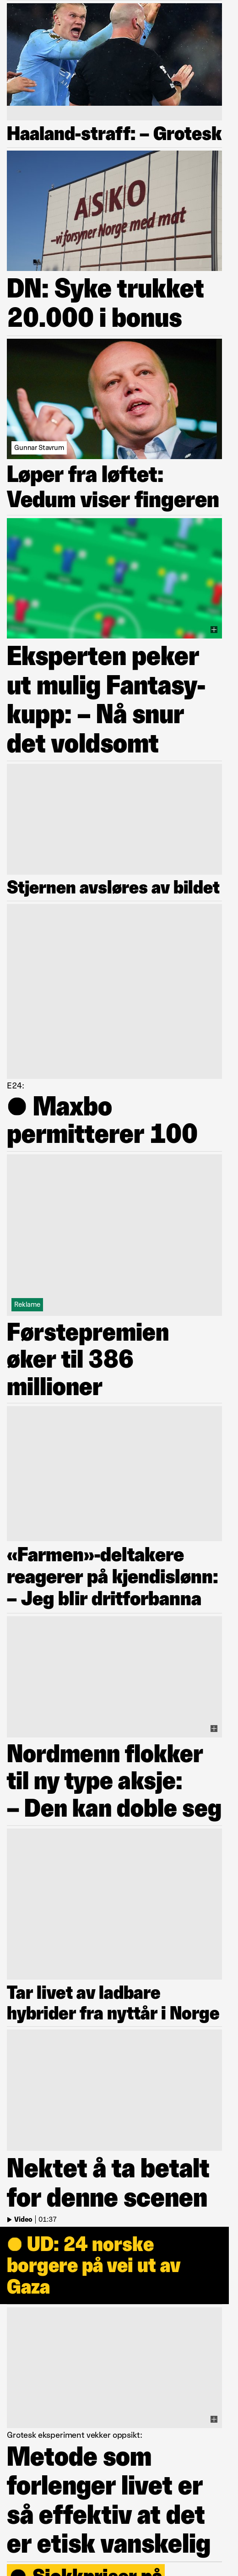 Haaland-straff: – Grotesk
ASKO
-vi forsyner Norge med mat
DN: Syke trukket
20.000 i bonus
Gunnar Stavrum
Løper fra løftet:
Vedum viser fingeren
Eksperten peker
ut mulig Fantasy-
kupp: – Nå snur
det voldsomt
Stjernen avsløres av bildet
E24:
● Maxbo
permitterer 100
Reklame
Førstepremien
øker til 386
millioner
«Farmen»-deltakere
reagerer på kjendislønn:
– Jeg blir dritforbanna
Nordmenn flokker
til ny type aksje:
– Den kan doble seg
Tar livet av ladbare
hybrider fra nyttår i Norge
Nektet å ta betalt
for denne scenen
Video | 01:37
● UD: 24 norske
borgere på vei ut av
Gaza
Grotesk eksperiment vekker oppsikt:
Metode som
forlenger livet er
så effektiv at det
er etisk vanskelig
● Sjokkpriser på